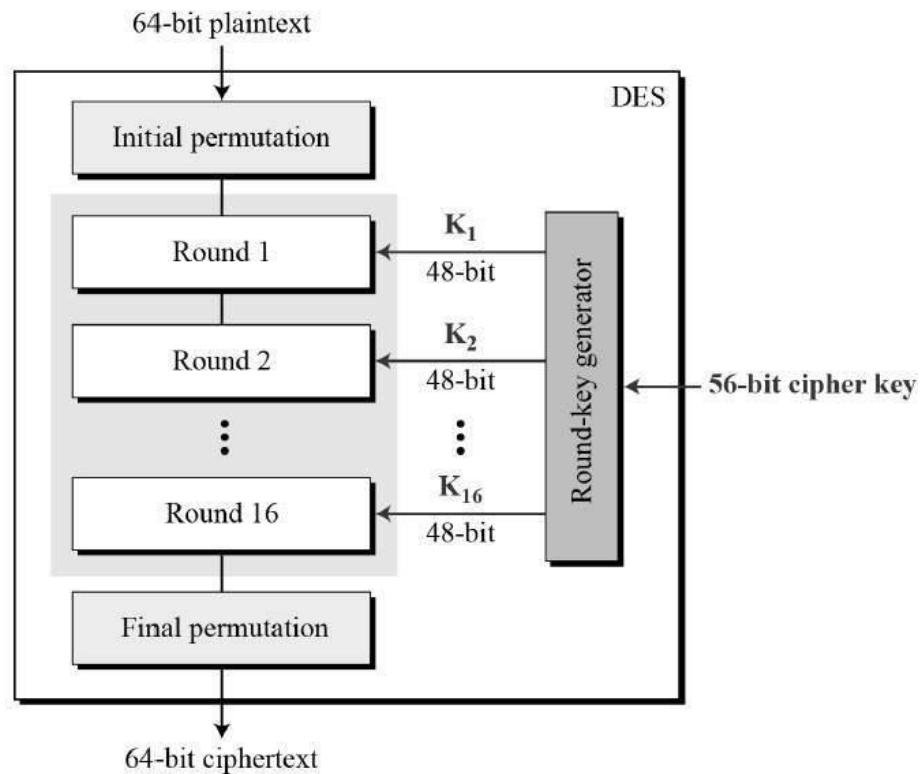 64-bit plaintext
DES
Initial permutation
Round 1
K1
48-bit
Round 2
K2
48-bit
Round-key generator
56-bit cipher key
Round 16
K16
48-bit
Final permutation
64-bit ciphertext